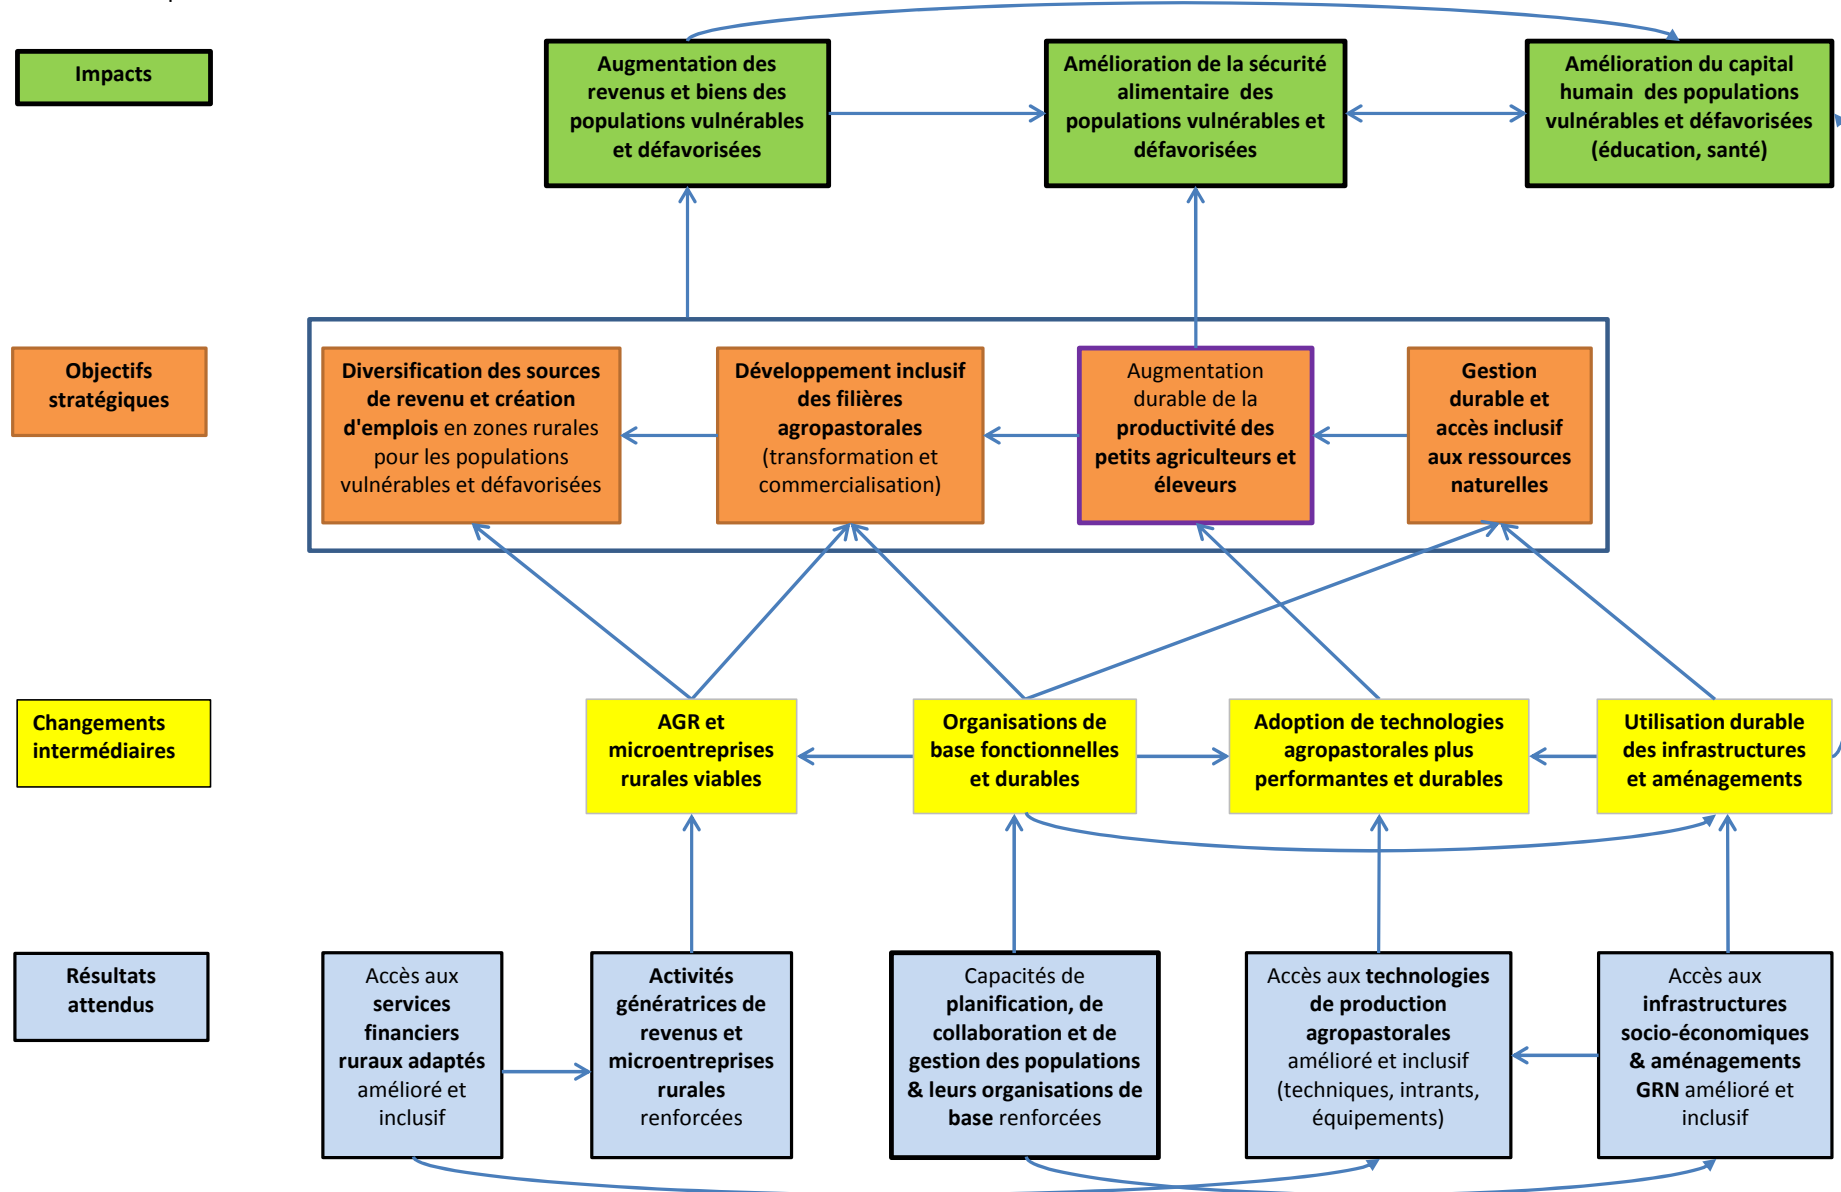 Impacts
Augmentation des
revenus et biens des
populations vulnérables
et défavorisées
Amélioration de la sécurité
alimentaire des
populations vulnérables et
défavorisées
Amélioration du capital
humain des populations
vulnérables et défavorisées
(éducation, santé)
Objectifs
stratégiques
Diversification des sources
de revenu et création
d'emplois en zones rurales
pour les populations
vulnérables et défavorisées
Développement inclusif
des filières
agropastorales
(transformation et
commercialisation)
Augmentation
durable de la
productivité des
petits agriculteurs et
éleveurs
Gestion
durable et
accès inclusif
aux ressources
naturelles
Changements
intermédiaires
AGR et
microentreprises
rurales viables
Organisations de
base fonctionnelles
et durables
Adoption de technologies
agropastorales plus
performantes et durables
Utilisation durable
des infrastructures
et aménagements
Résultats
attendus
Accès aux
services
financiers
ruraux adaptés
amélioré et
inclusif
Activités
génératrices de
revenus et
microentreprises
rurales
renforcées
Capacités de
planification, de
collaboration et de
gestion des populations
& leurs organisations de
base renforcées
Accès aux technologies
de production
agropastorales
amélioré et inclusif
(techniques, intrants,
équipements)
Accès aux
infrastructures
socio-économiques
& aménagements
GRN amélioré et
inclusif